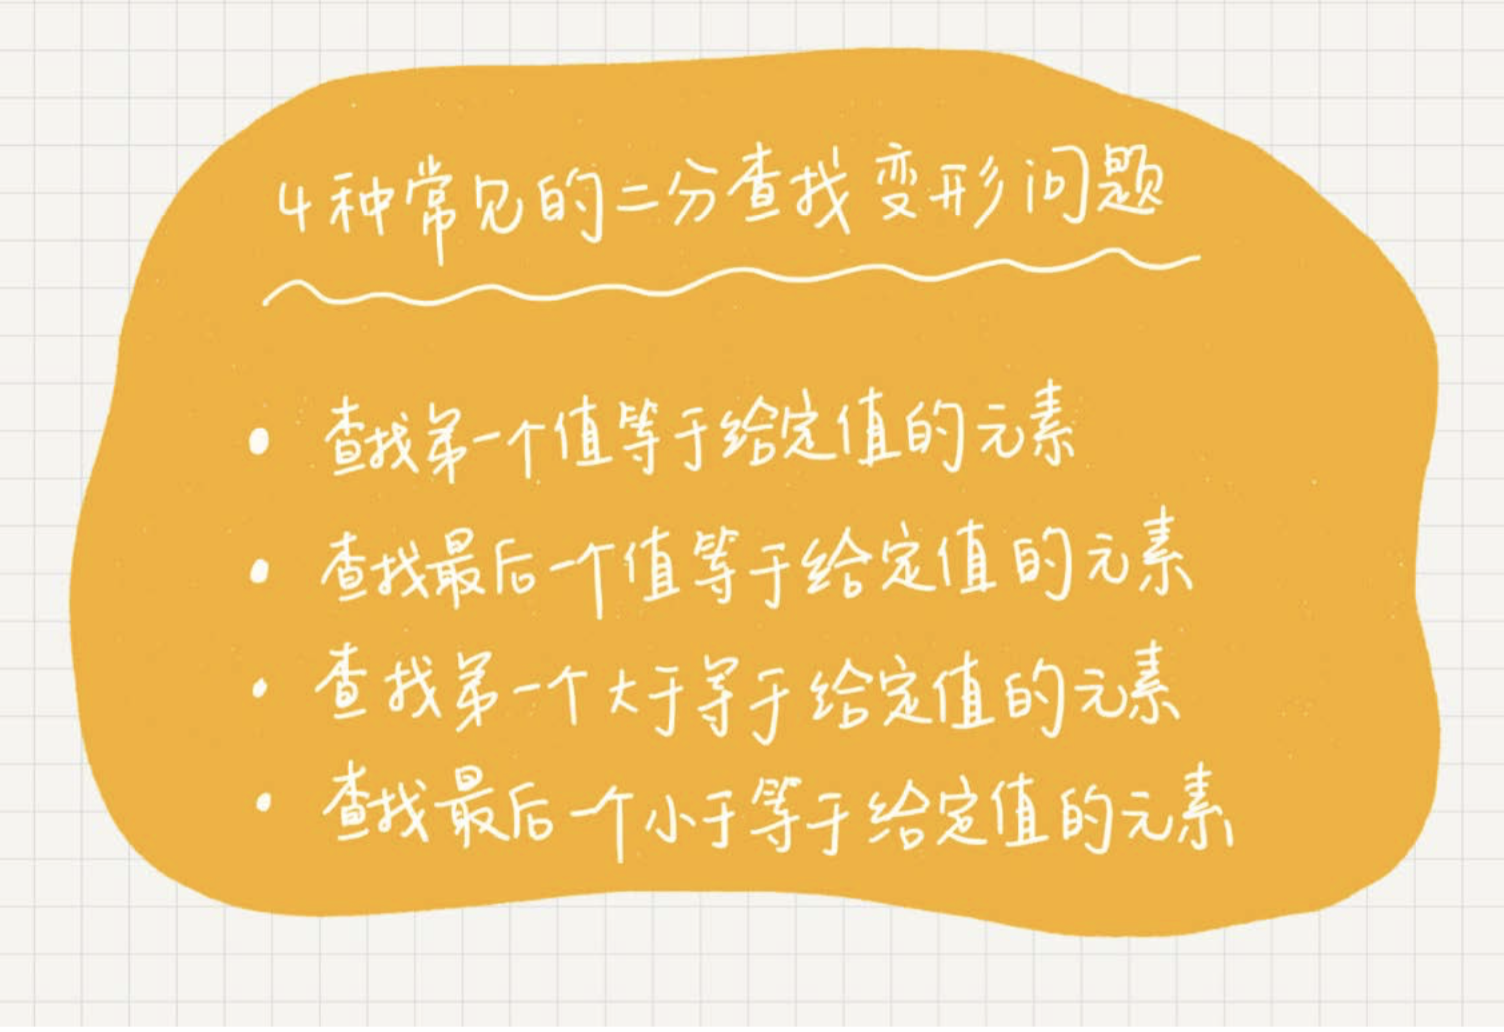 4种常见的二分查找变形问题
• 查找第一个值等于给定值的元素
• 查找最后一个值等于给定值的元素
• 查找第一个大于等于给定值的元素
• 查找最后一个小于等于给定值的元素